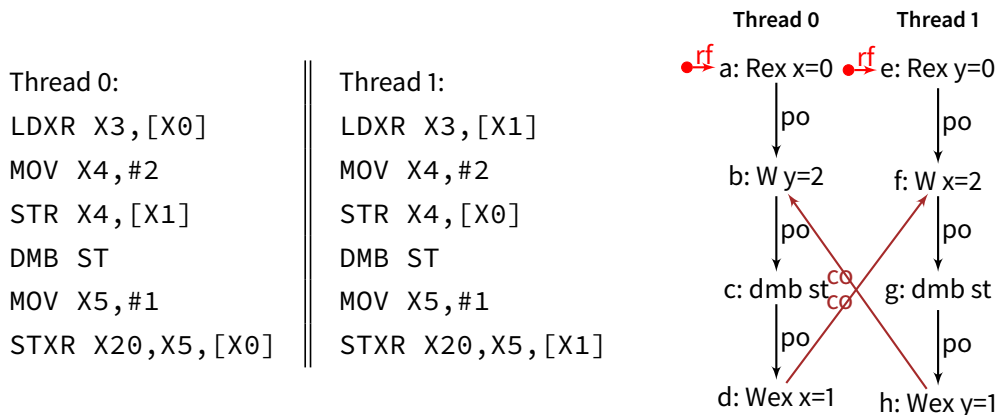 Thread 0:
LDXR X3,[X0]
MOV X4,#2
STR X4,[X1]
DMB ST
MOV X5,#1
STXR X20,X5,[X0]
Thread 1:
LDXR X3,[X1]
MOV X4,#2
STR X4,[X0]
DMB ST
MOV X5,#1
STXR X20,X5,[X1]
Thread 0 Thread 1
rf a: Rex x=0 rf e: Rex y=0
po po
b: W y=2 f: W x=2
po po
co
c: dmb st g: dmb st
co
po po
d: Wex x=1 h: Wex y=1